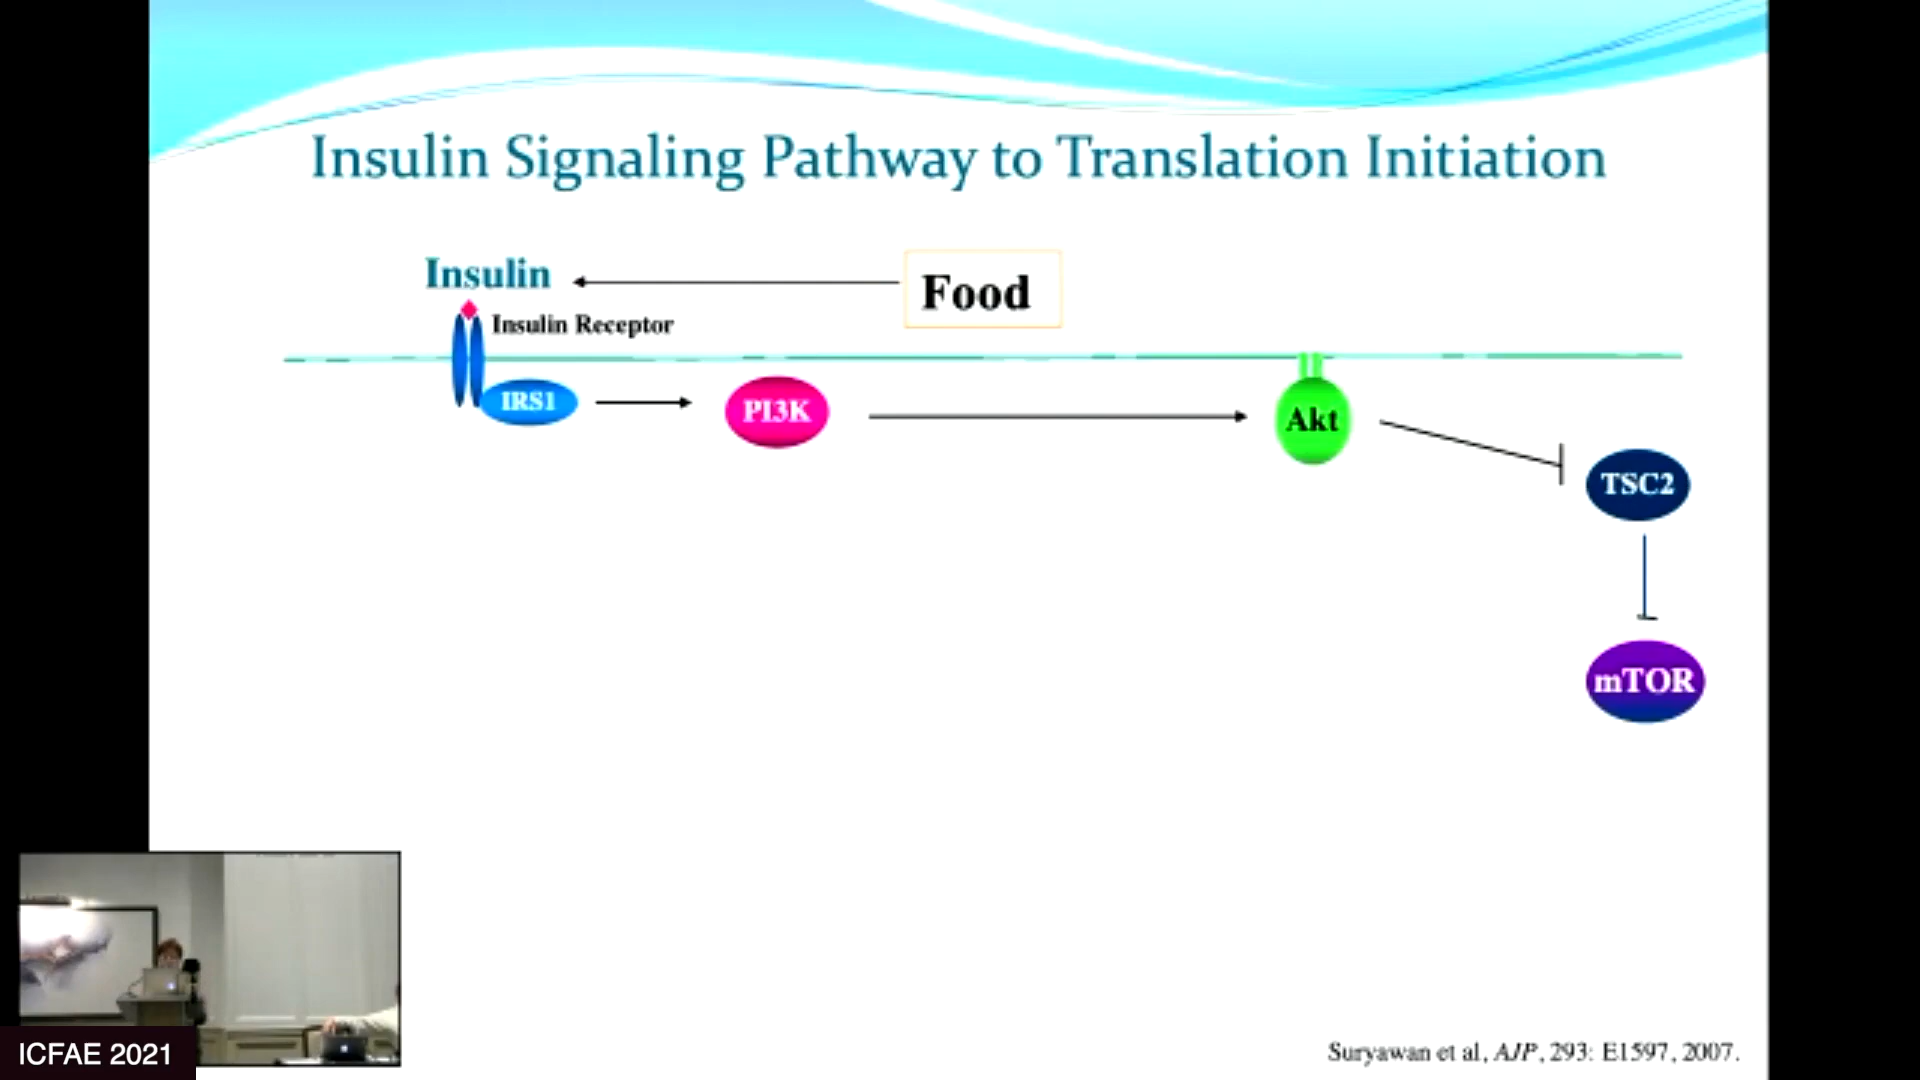 Insulin Signaling Pathway to Translation Initiation
Insulin
Food
Insulin Receptor
IRS1
PI3K
Akt
TSC2
mTOR
ICFAE 2021
Suryawan et al, AJP, 293: E1597, 2007.